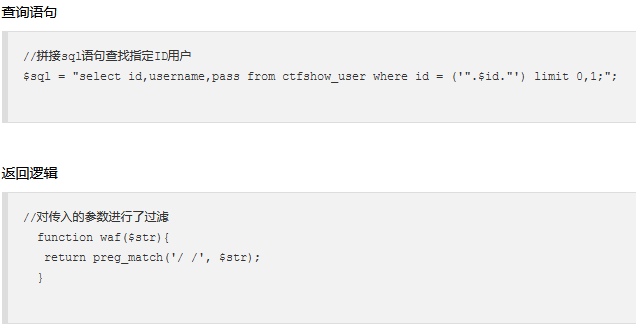 查询语句
//拼接sql语句查找指定ID用户
$sql = "select id,username,pass from ctfshow_user where id = ('".$id."') limit 0,1;";
返回逻辑
//对传入的参数进行了过滤
function waf($str){
return preg_match('/ /', $str);
}